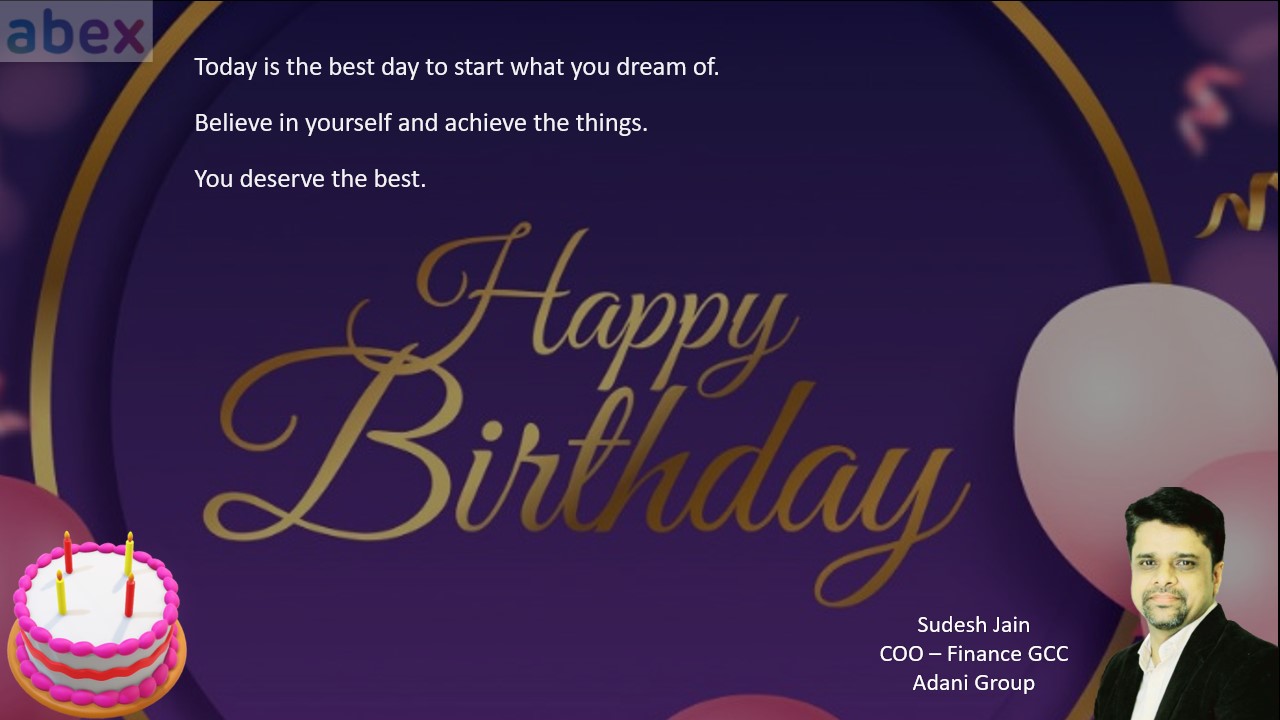 abex
Today is the best day to start what you dream of.
Believe in yourself and achieve the things.
You deserve the best.
Happy
Birthday
Sudesh Jain
COO – Finance GCC
Adani Group